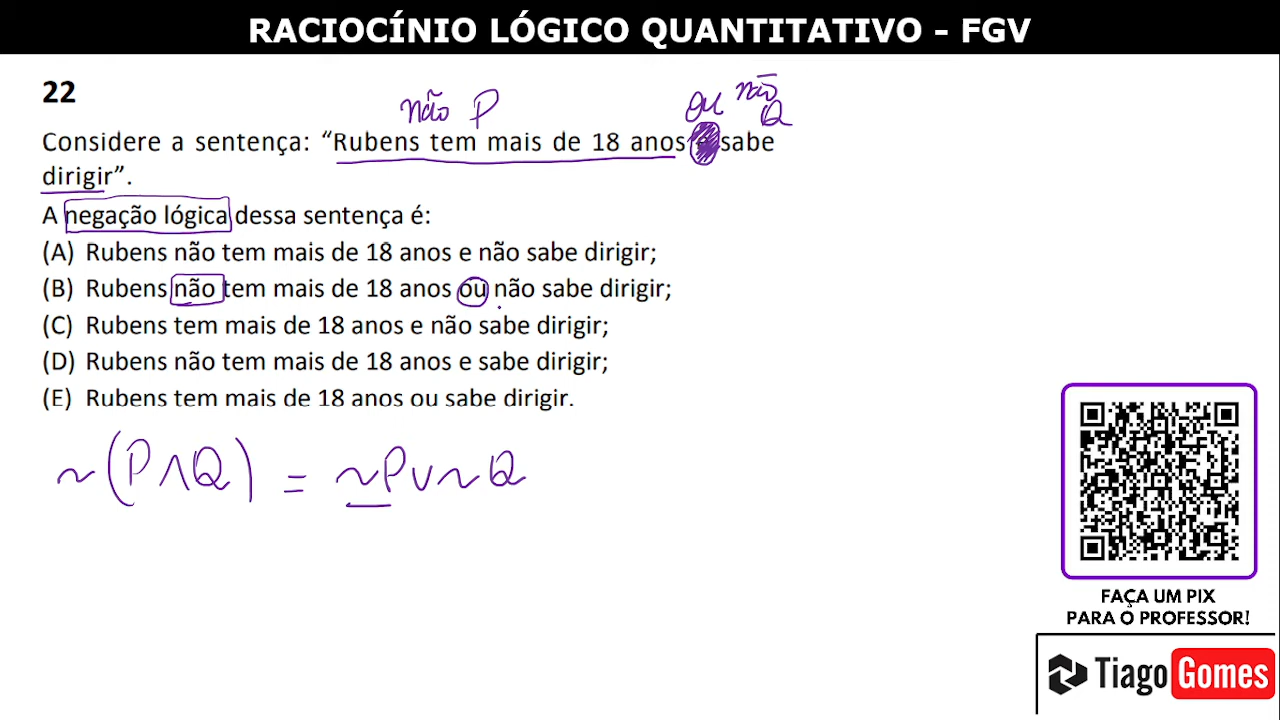 RACIOCÍNIO LÓGICO QUANTITATIVO - FGV
22
não P ou não Q
Considere a sentença: “Rubens tem mais de 18 anos sabe
dirigir”.
A negação lógica dessa sentença é:
(A) Rubens não tem mais de 18 anos e não sabe dirigir;
(B) Rubens não tem mais de 18 anos ou não sabe dirigir;
(C) Rubens tem mais de 18 anos e não sabe dirigir;
(D) Rubens não tem mais de 18 anos e sabe dirigir;
(E) Rubens tem mais de 18 anos ou sabe dirigir.
~(P∧Q) = ~P∨~Q
FAÇA UM PIX
PARA O PROFESSOR!
Tiago Gomes